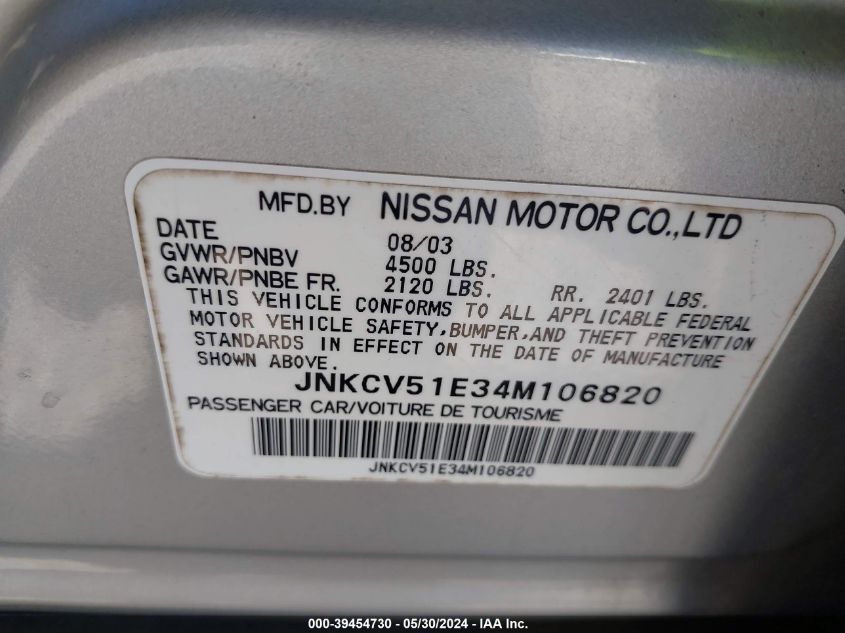 MFD.BY NISSAN MOTOR CO.,LTD
DATE 08/03
GVWR/PNBV 4500 LBS.
GAWR/PNBE FR. 2120 LBS. RR. 2401 LBS.
THIS VEHICLE CONFORMS TO ALL APPLICABLE FEDERAL
MOTOR VEHICLE SAFETY,BUMPER,AND THEFT PREVENTION
STANDARDS IN EFFECT ON THE DATE OF MANUFACTURE
SHOWN ABOVE.
JNKCV51E34M106820
PASSENGER CAR/VOITURE DE TOURISME
JNKCV51E34M106820
000-39454730 - 05/30/2024 - IAA Inc.